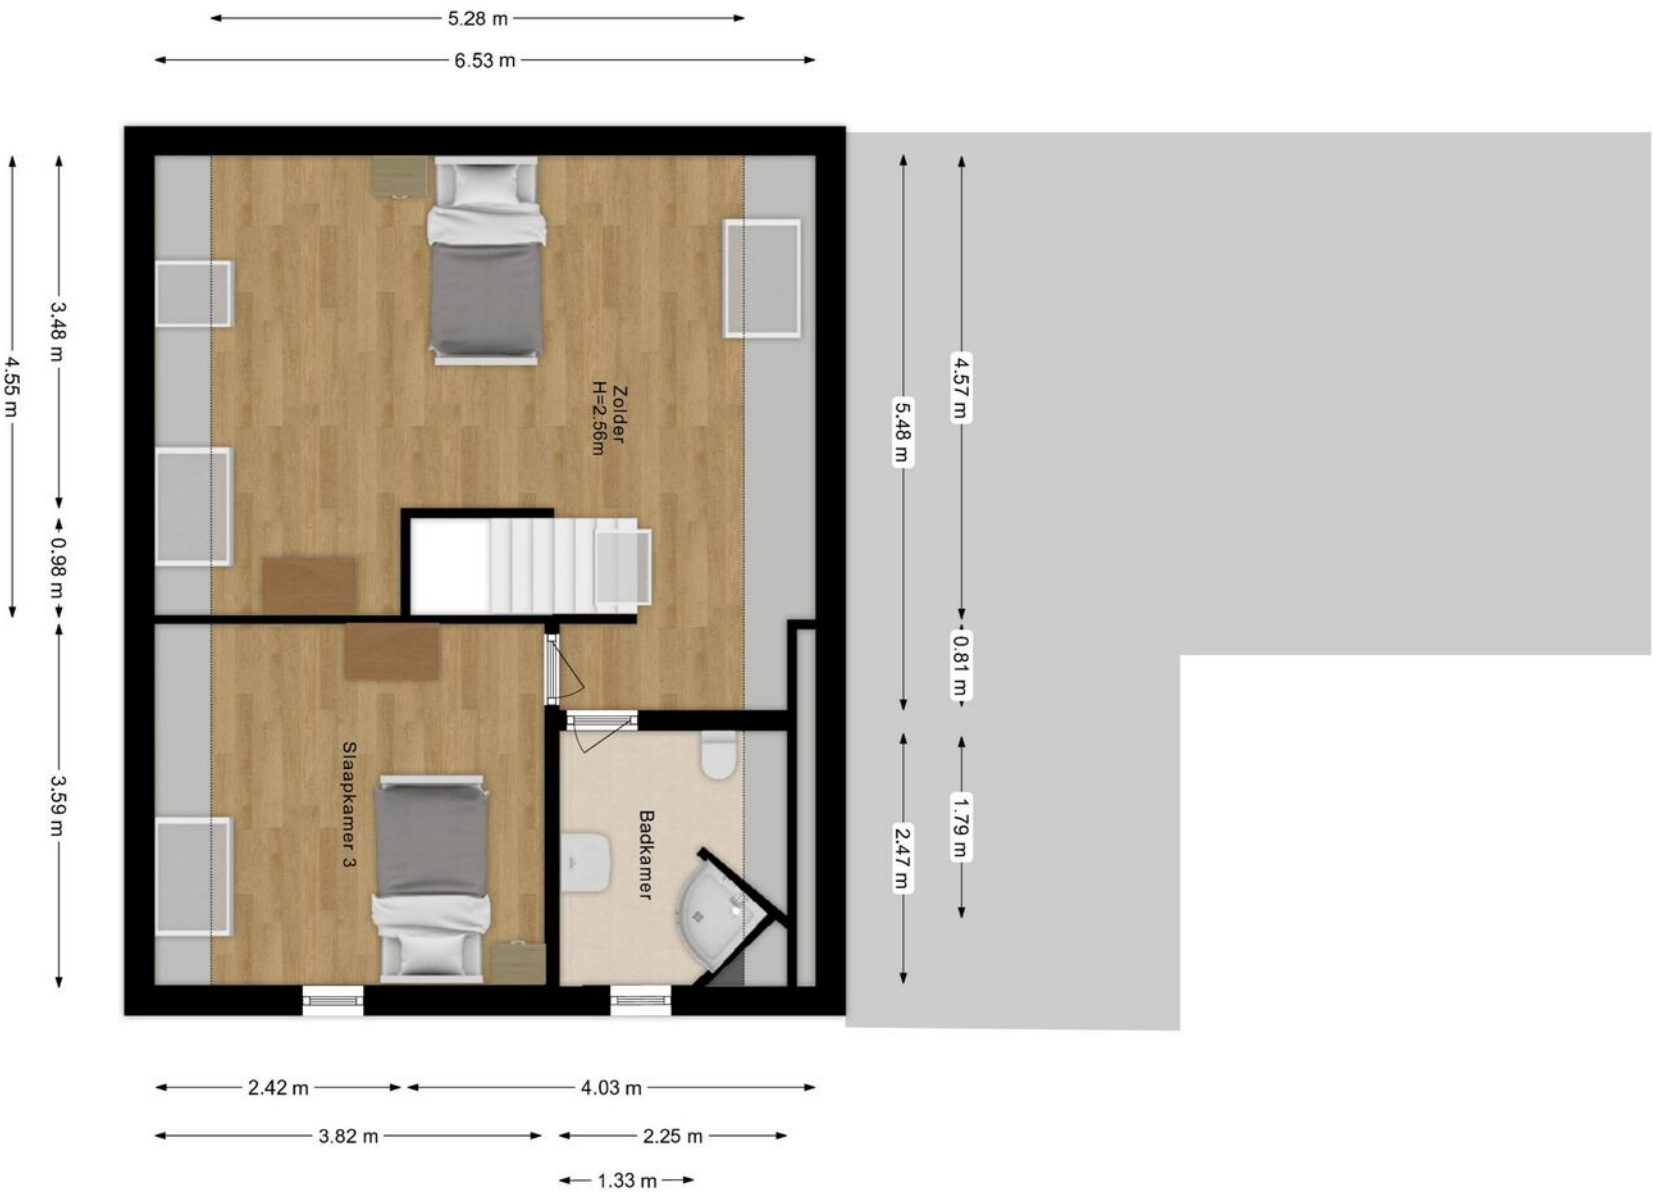 5.28 m
6.53 m
4.55 m
3.48 m
0.98 m
3.59 m
Zolder
H=2.56m
4.57 m
5.48 m
0.81 m
1.79 m
2.47 m
Slaapkamer 3
Badkamer
2.42 m
4.03 m
3.82 m
2.25 m
1.33 m